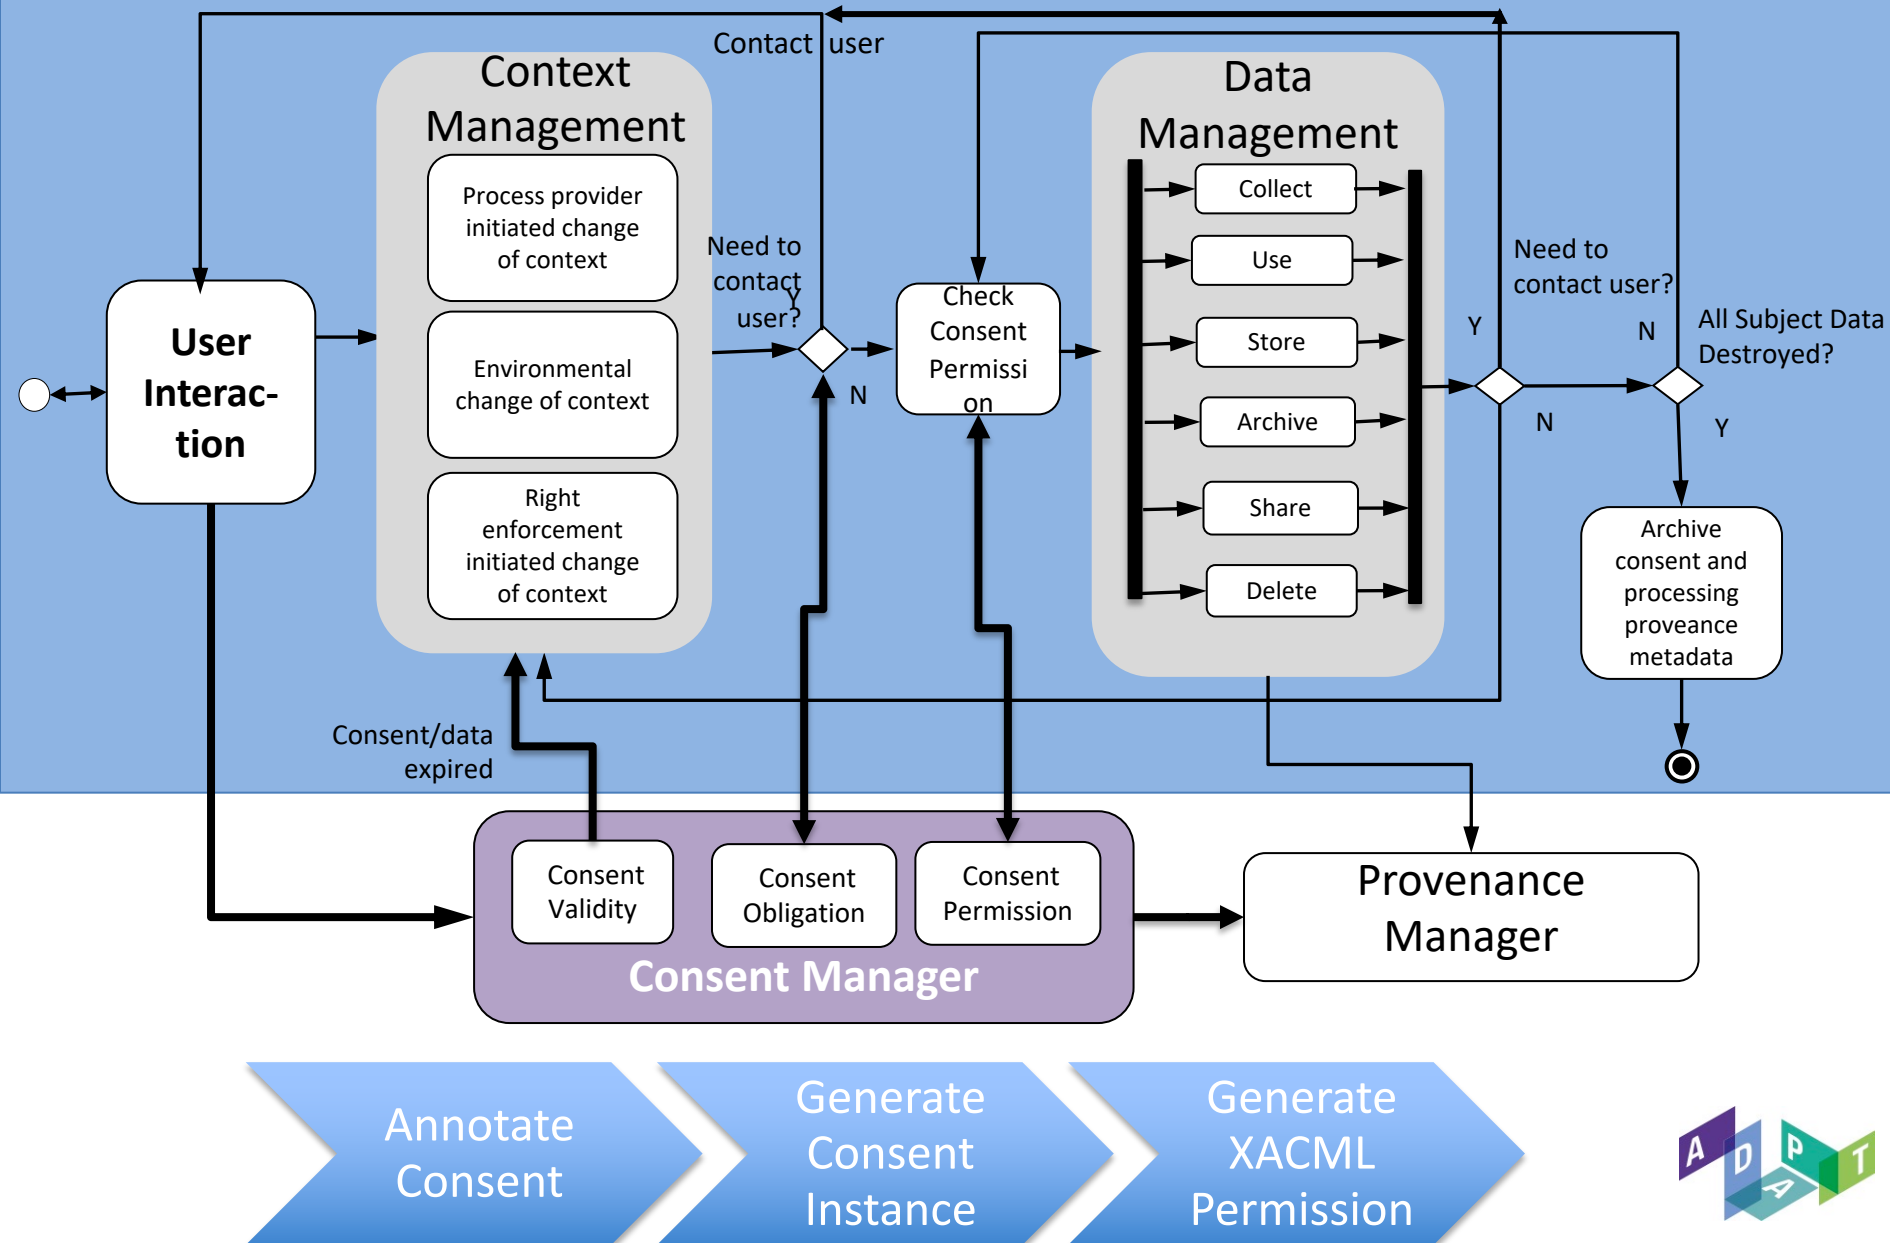 Contact user
Context
Management
Process provider
initiated change
of context
Environmental
change of context
Right
enforcement
initiated change
of context
Need to
contact
user?
Y
N
User
Interac-
tion
Check
Consent
Permissi
on
Data
Management
Collect
Use
Store
Archive
Share
Delete
Need to
contact user?
Y
N
All Subject Data
Destroyed?
N
Y
Archive
consent and
processing
proveance
metadata
Consent/data
expired
Consent
Validity
Consent
Obligation
Consent
Permission
Consent Manager
Provenance
Manager
Annotate
Consent
Generate
Consent
Instance
Generate
XACML
Permission
ADAPT